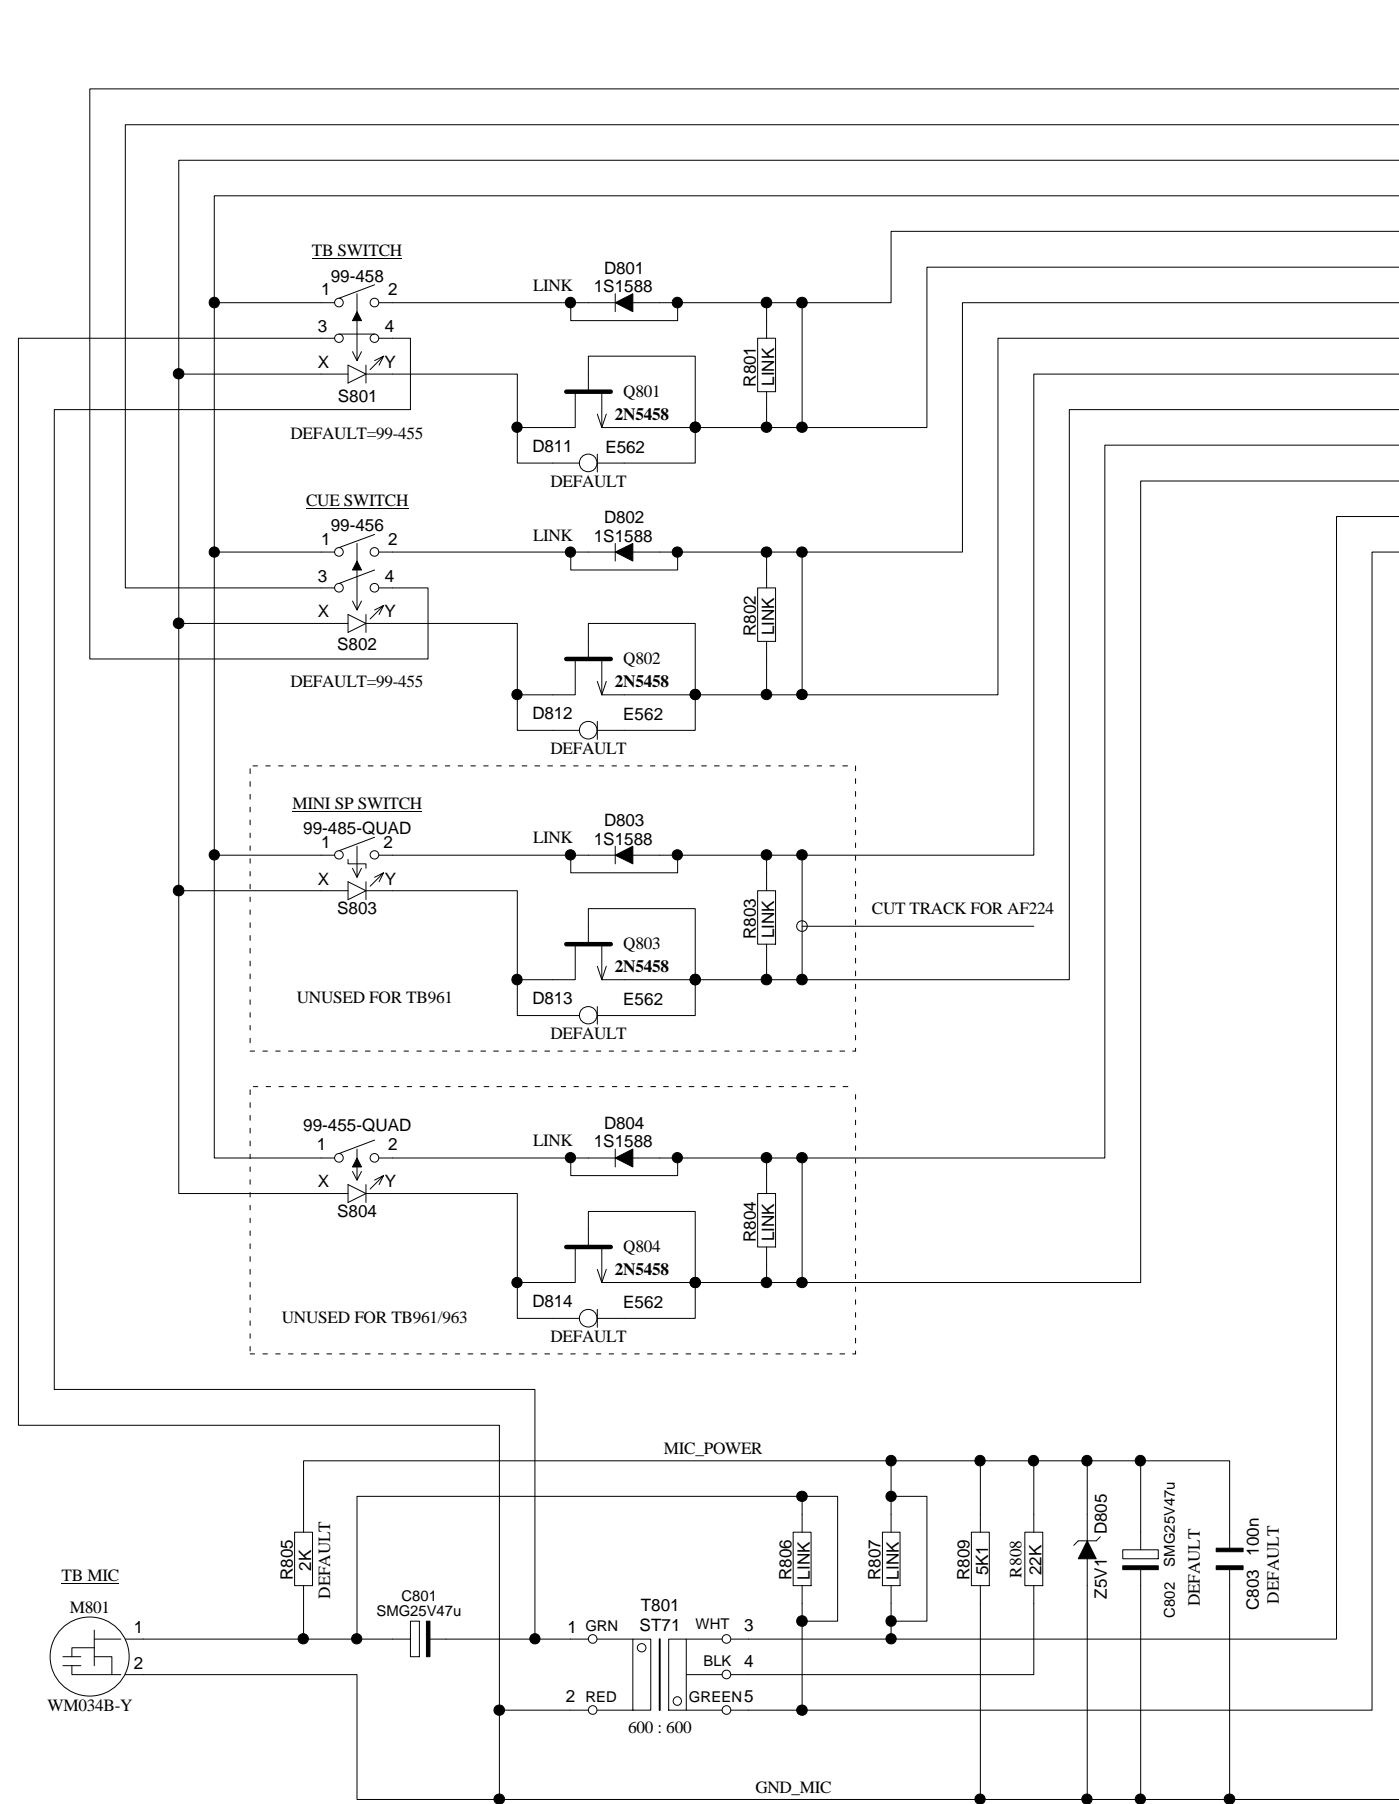 TB SWITCH
99-458
1 2
3 4
X Y
S801
DEFAULT=99-455
LINK
D801
1S1588
R801
LINK
Q801
2N5458
D811 E562
DEFAULT
CUE SWITCH
99-456
1 2
3 4
X Y
S802
DEFAULT=99-455
LINK
D802
1S1588
R802
LINK
Q802
2N5458
D812 E562
DEFAULT
MINI SP SWITCH
99-485-QUAD
1 2
X Y
S803
LINK
D803
1S1588
R803
LINK
CUT TRACK FOR AF224
Q803
2N5458
UNUSED FOR TB961
D813 E562
DEFAULT
99-455-QUAD
1 2
X Y
S804
LINK
D804
1S1588
R804
LINK
Q804
2N5458
UNUSED FOR TB961/963
D814 E562
DEFAULT
MIC_POWER
R805
2K
DEFAULT
R806
LINK
R807
LINK
R809
5K1
R808
22K
D805
Z5V1
C802 SMG25V47u
DEFAULT
C803 100n
DEFAULT
TB MIC
M801
1
2
WM034B-Y
C801
SMG25V47u
T801
ST71
1 GRN
2 RED
WHT 3
BLK 4
GREEN 5
600 : 600
GND_MIC